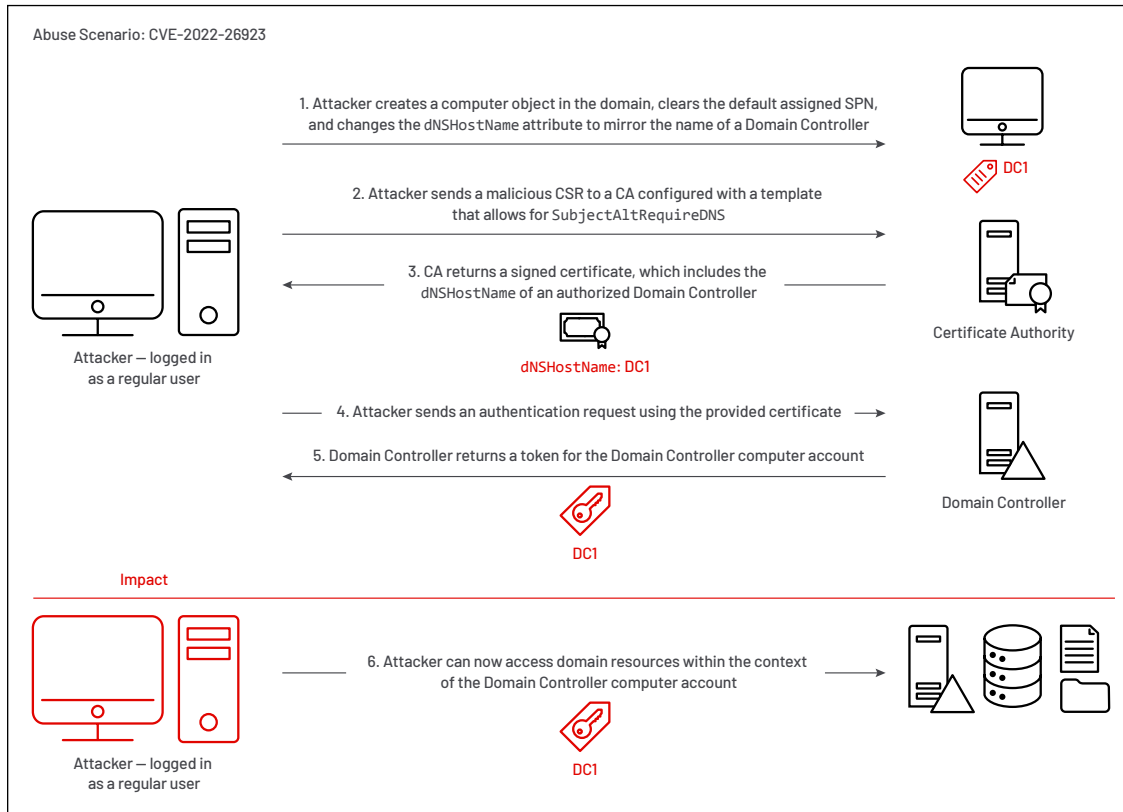 Abuse Scenario: CVE-2022-26923
1. Attacker creates a computer object in the domain, clears the default assigned SPN,
and changes the dNSHostName attribute to mirror the name of a Domain Controller
DC1
2. Attacker sends a malicious CSR to a CA configured with a template
that allows for SubjectAltRequireDNS
3. CA returns a signed certificate, which includes the
dNSHostName of an authorized Domain Controller
Certificate Authority
Attacker — logged in
as a regular user
dNSHostName: DC1
4. Attacker sends an authentication request using the provided certificate
5. Domain Controller returns a token for the Domain Controller computer account
Domain Controller
DC1
Impact
6. Attacker can now access domain resources within the context
of the Domain Controller computer account
DC1
Attacker — logged in
as a regular user